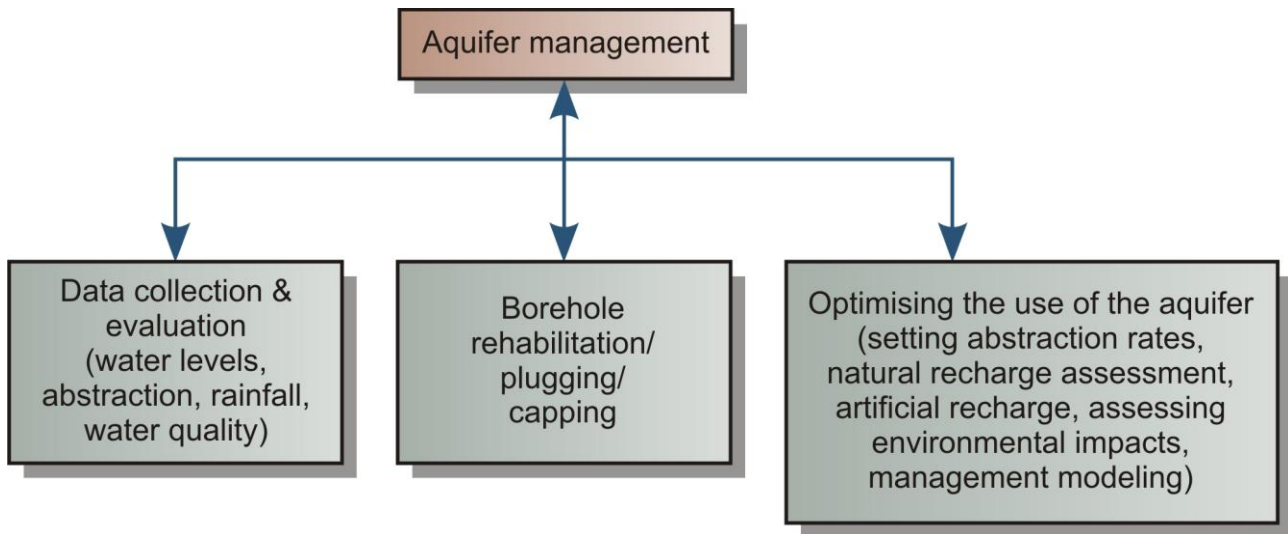 Aquifer management
Data collection &
evaluation
(water levels,
abstraction, rainfall,
water quality)
Borehole
rehabilitation/
plugging/
capping
Optimising the use of the aquifer
(setting abstraction rates,
natural recharge assessment,
artificial recharge, assessing
environmental impacts,
management modeling)